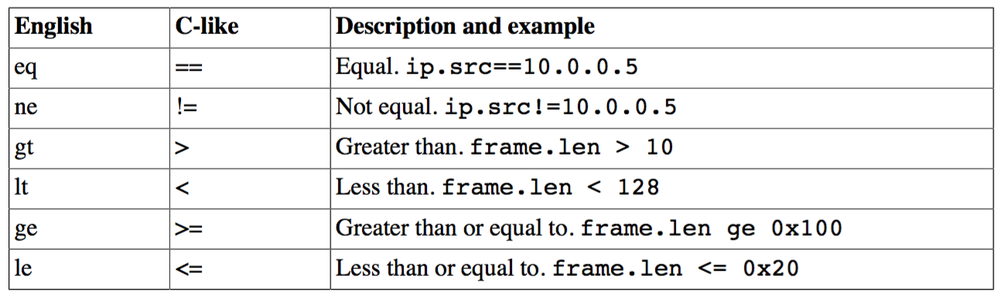 English C-like Description and example
eq == Equal. ip.src==10.0.0.5
ne != Not equal. ip.src!=10.0.0.5
gt > Greater than. frame.len > 10
lt < Less than. frame.len < 128
ge >= Greater than or equal to. frame.len ge 0x100
le <= Less than or equal to. frame.len <= 0x20